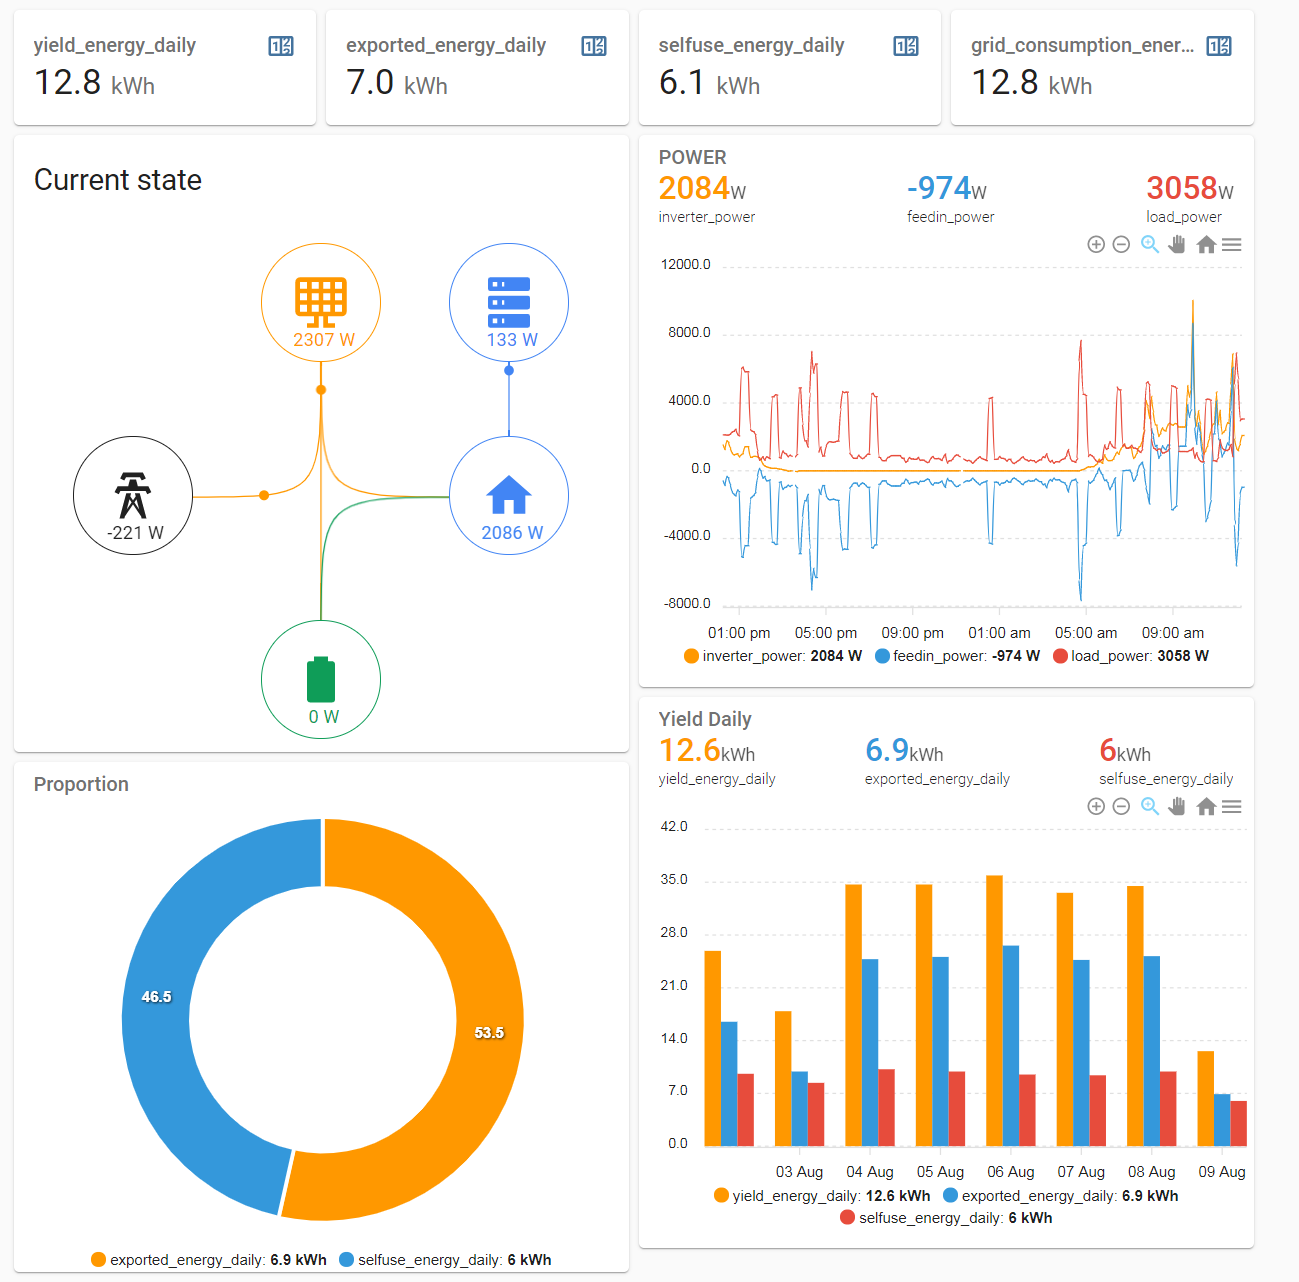 yield_energy_daily
12.8 kWh
exported_energy_daily
7.0 kWh
selfuse_energy_daily
6.1 kWh
grid_consumption_ener...
12.8 kWh
Current state
2307 W
133 W
-221 W
2086 W
0 W
POWER
2084W
inverter_power
-974W
feedin_power
3058W
load_power
12000.0
8000.0
4000.0
0.0
-4000.0
-8000.0
01:00 pm 05:00 pm 09:00 pm 01:00 am 05:00 am 09:00 am
inverter_power: 2084 W feedin_power: -974 W load_power: 3058 W
Proportion
46.5
53.5
exported_energy_daily: 6.9 kWh selfuse_energy_daily: 6 kWh
Yield Daily
12.6kWh
yield_energy_daily
6.9kWh
exported_energy_daily
6kWh
selfuse_energy_daily
42.0
35.0
28.0
21.0
14.0
7.0
0.0
03 Aug 04 Aug 05 Aug 06 Aug 07 Aug 08 Aug 09 Aug
yield_energy_daily: 12.6 kWh exported_energy_daily: 6.9 kWh
selfuse_energy_daily: 6 kWh